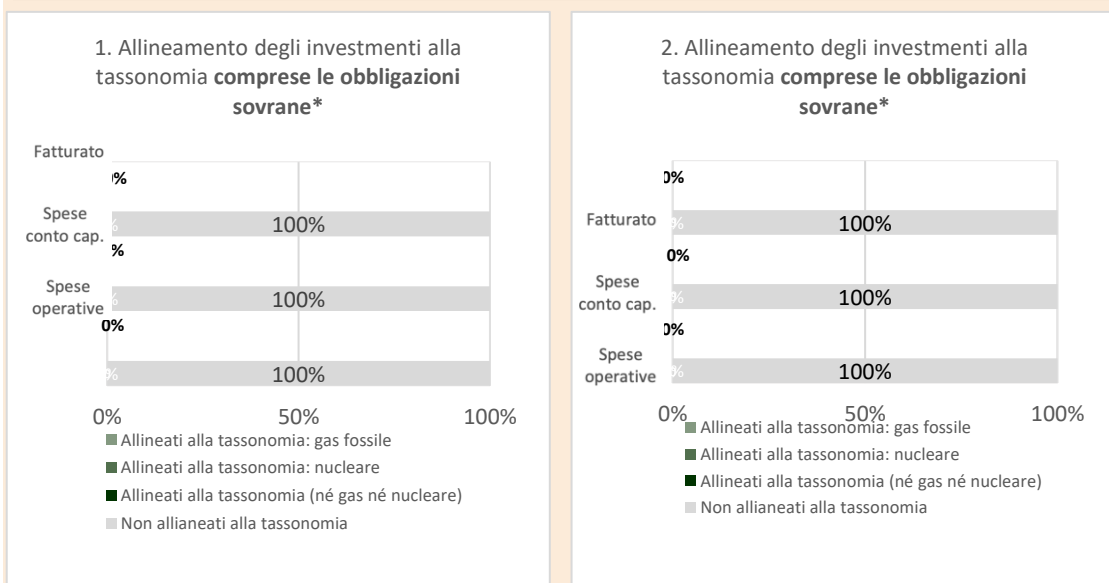 1. Allineamento degli investimenti alla
tassonomia comprese le obbligazioni
sovrane*
Fatturato
0%
Spese
conto cap.
100%
%
Spese
operative
100%
0%
100%
0%
50%
100%
Allineati alla tassonomia: gas fossile
Allineati alla tassonomia: nucleare
Allineati alla tassonomia (né gas né nucleare)
Non allianeati alla tassonomia
2. Allineamento degli investimenti alla
tassonomia comprese le obbligazioni
sovrane*
0%
Fatturato
100%
0%
Spese
conto cap.
100%
0%
Spese
operative
100%
0%
50%
100%
Allineati alla tassonomia: gas fossile
Allineati alla tassonomia: nucleare
Allineati alla tassonomia (né gas né nucleare)
Non allianeati alla tassonomia